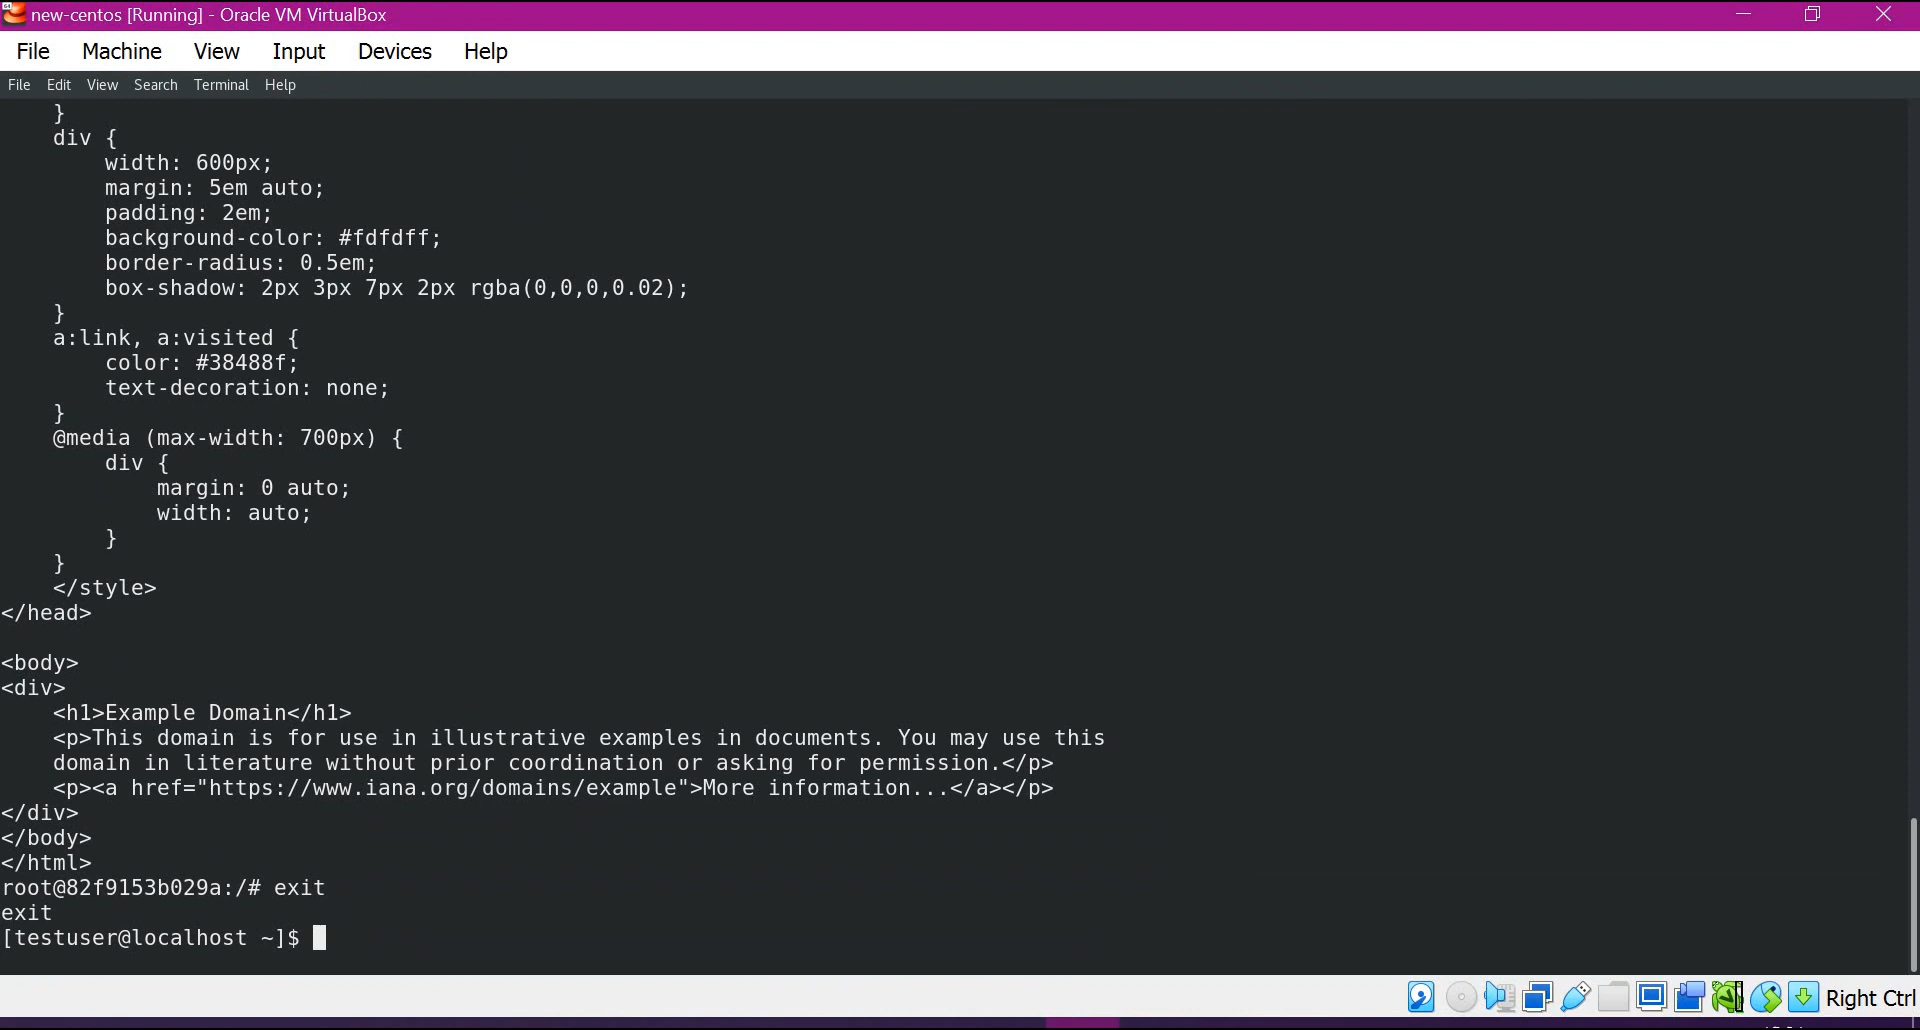 new-centos [Running] - Oracle VM VirtualBox
File Machine View Input Devices Help
File Edit View Search Terminal Help
}
div {
width: 600px;
margin: 5em auto;
padding: 2em;
background-color: #fdfdff;
border-radius: 0.5em;
box-shadow: 2px 3px 7px 2px rgba(0,0,0,0.02);
}
a:link, a:visited {
color: #38488f;
text-decoration: none;
}
@media (max-width: 700px) {
div {
margin: 0 auto;
width: auto;
}
}
</style>
</head>
<body>
<div>
<h1>Example Domain</h1>
<p>This domain is for use in illustrative examples in documents. You may use this
domain in literature without prior coordination or asking for permission.</p>
<p><a href="https://www.iana.org/domains/example">More information...</a></p>
</div>
</body>
</html>
root@82f9153b029a:/# exit
exit
[testuser@localhost ~]$
Right Ctrl